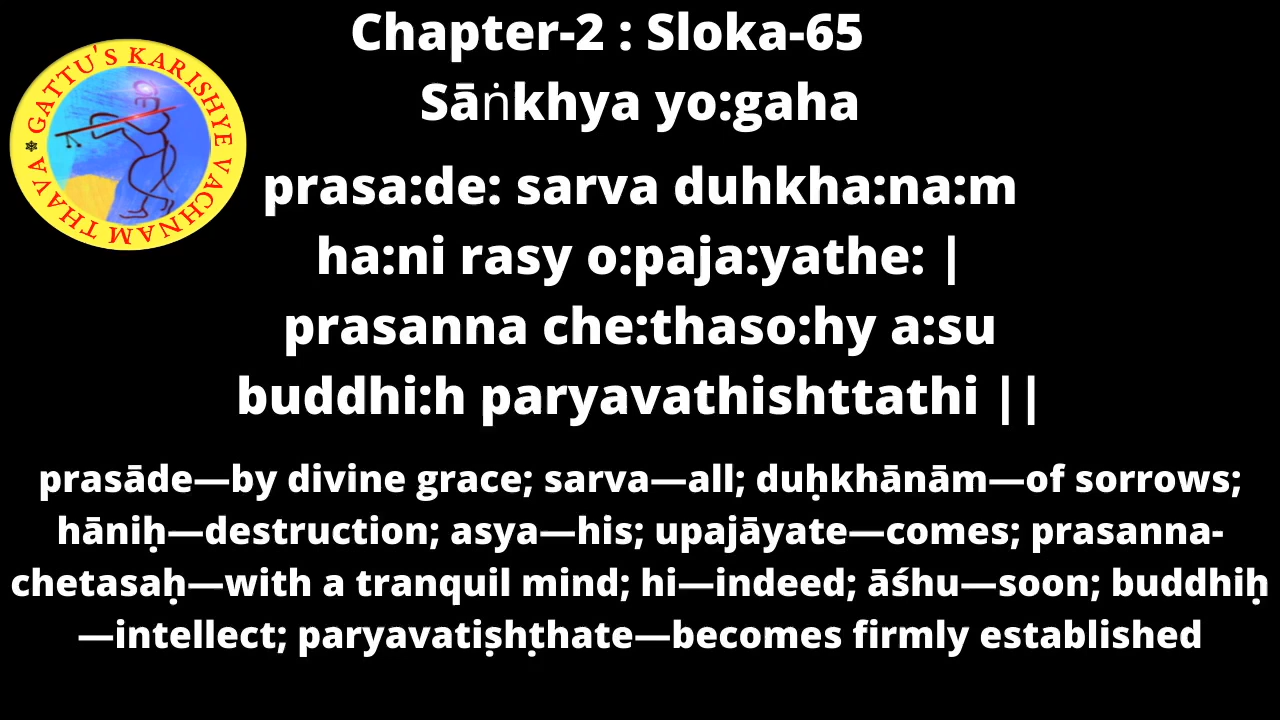 Chapter-2 : Sloka-65
Sāṅkhya yo:gaha
GATTU'S KARISHYE VACHNAM THAVA
prasa:de: sarva duhkha:na:m
ha:ni rasy o:paja:yathe: |
prasanna che:thaso:hy a:su
buddhi:h paryavathishttathi ||
prasāde—by divine grace; sarva—all; duḥkhānām—of sorrows;
hāniḥ—destruction; asya—his; upajāyate—comes; prasanna-
chetasaḥ—with a tranquil mind; hi—indeed; āśhu—soon; buddhiḥ
—intellect; paryavatiṣhṭhate—becomes firmly established